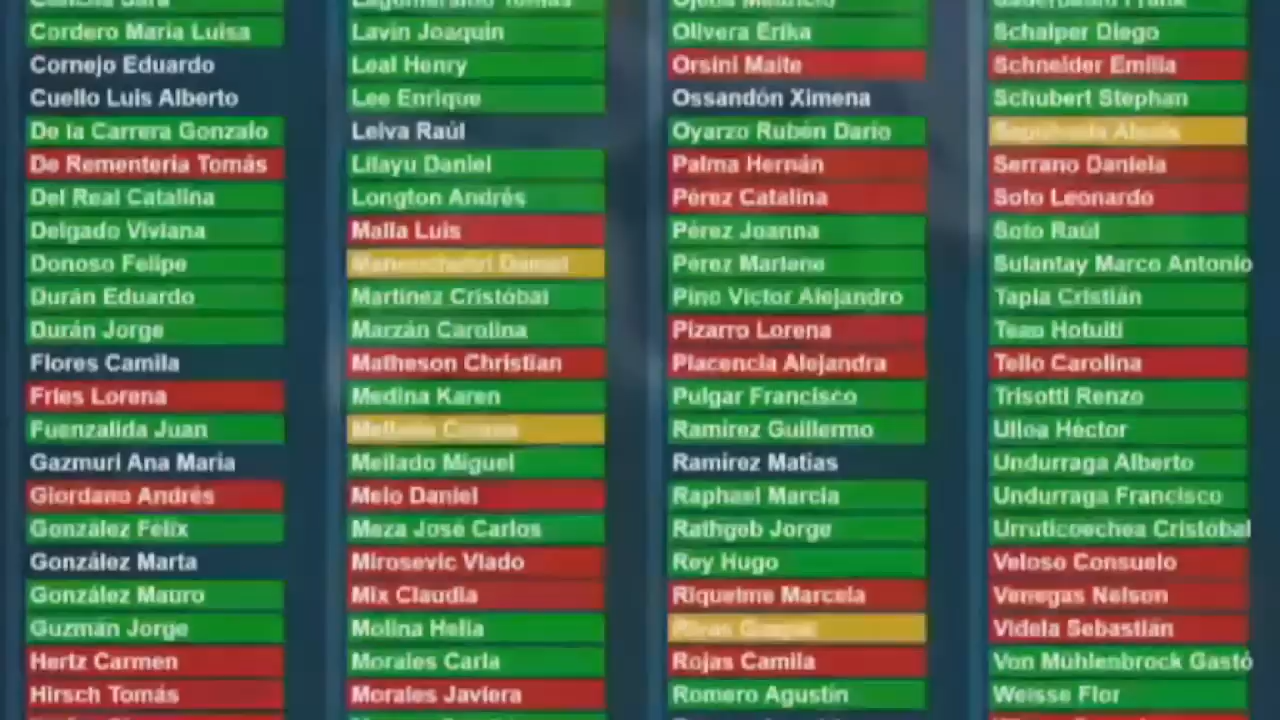 Cordero María Luisa
Cornejo Eduardo
Cuello Luis Alberto
De la Carrera Gonzalo
De Rementería Tomás
Del Real Catalina
Delgado Viviana
Donoso Felipe
Durán Eduardo
Durán Jorge
Flores Camila
Fries Lorena
Fuenzalida Juan
Gazmuri Ana María
Giordano Andrés
González Félix
González Marta
González Mauro
Guzmán Jorge
Hertz Carmen
Hirsch Tomás
Lavín Joaquín
Leal Henry
Lee Enrique
Leiva Raúl
Lilayu Daniel
Longton Andrés
Malla Luis
Martínez Cristóbal
Marzán Carolina
Matheson Christian
Medina Karen
Mellado Miguel
Melo Daniel
Meza José Carlos
Mirosevic Vlado
Mix Claudia
Molina Helia
Morales Carla
Morales Javiera
Olivera Erika
Orsini Maite
Ossandón Ximena
Oyarzo Rubén Darío
Palma Hernán
Pérez Catalina
Pérez Joanna
Pérez Marlene
Pino Víctor Alejandro
Pizarro Lorena
Placencia Alejandra
Pulgar Francisco
Ramírez Guillermo
Ramírez Matías
Raphael Marcia
Rathgeb Jorge
Rey Hugo
Riquelme Marcela
Rojas Camila
Romero Agustín
Schalper Diego
Schneider Emilia
Schubert Stephan
Serrano Daniela
Soto Leonardo
Soto Raúl
Sulantay Marco Antonio
Tapia Cristián
Teao Hotuiti
Tello Carolina
Trisotti Renzo
Ulloa Héctor
Undurraga Alberto
Undurraga Francisco
Urruticoechea Cristóbal
Veloso Consuelo
Venegas Nelson
Videla Sebastián
Von Mühlenbrock Gastó
Weisse Flor